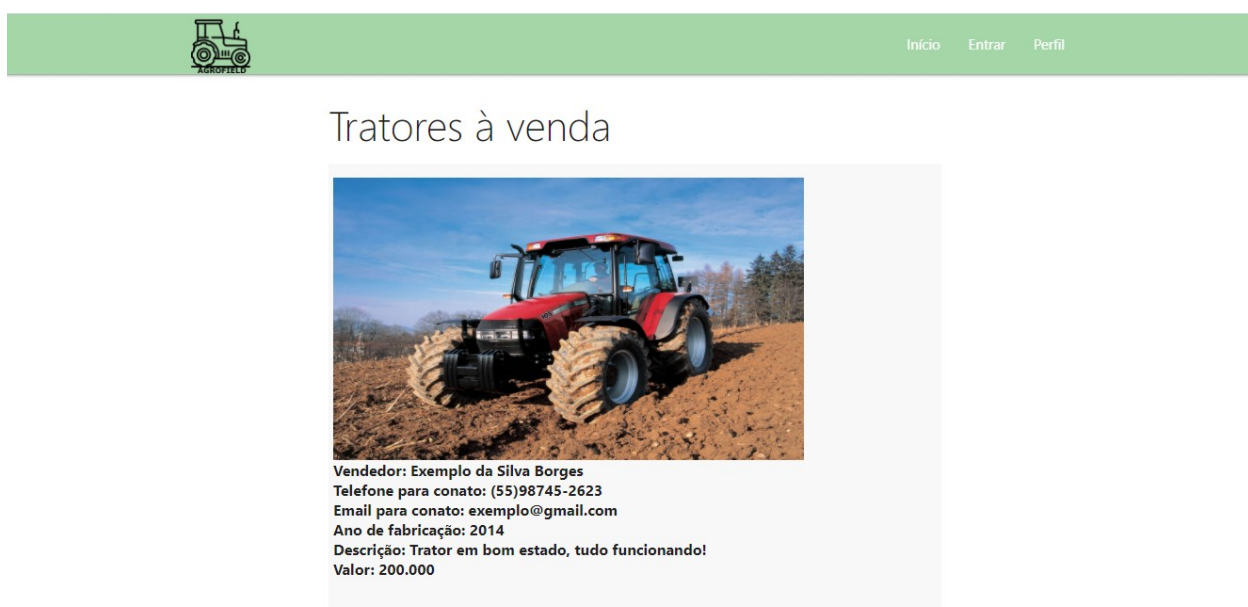 AGROFIELD
Início Entrar Perfil
Tratores à venda
Vendedor: Exemplo da Silva Borges
Telefone para conato: (55)98745-2623
Email para conato: exemplo@gmail.com
Ano de fabricação: 2014
Descrição: Trator em bom estado, tudo funcionando!
Valor: 200.000